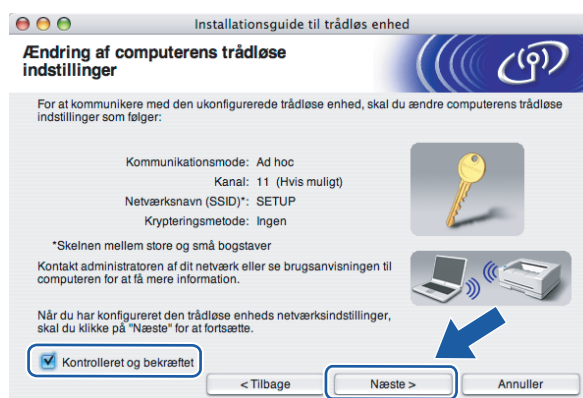 Installationsguide til trådløs enhed
Ændring af computerens trådløse
indstillinger
For at kommunikere med den ukonfigurerede trådløse enhed, skal du ændre computerens trådløse
indstillinger som følger:
Kommunikationsmode: Ad hoc
Kanal: 11 (Hvis muligt)
Netværksnavn (SSID)*: SETUP
Krypteringsmetode: Ingen
*Skelnen mellem store og små bogstaver
Kontakt administratoren af dit netværk eller se brugsanvisningen til
computeren for at få mere information.
Når du har konfigureret den trådløse enheds netværksindstillinger,
skal du klikke på "Næste" for at fortsætte.
Kontrolleret og bekræftet
< Tilbage Næste > Annuller